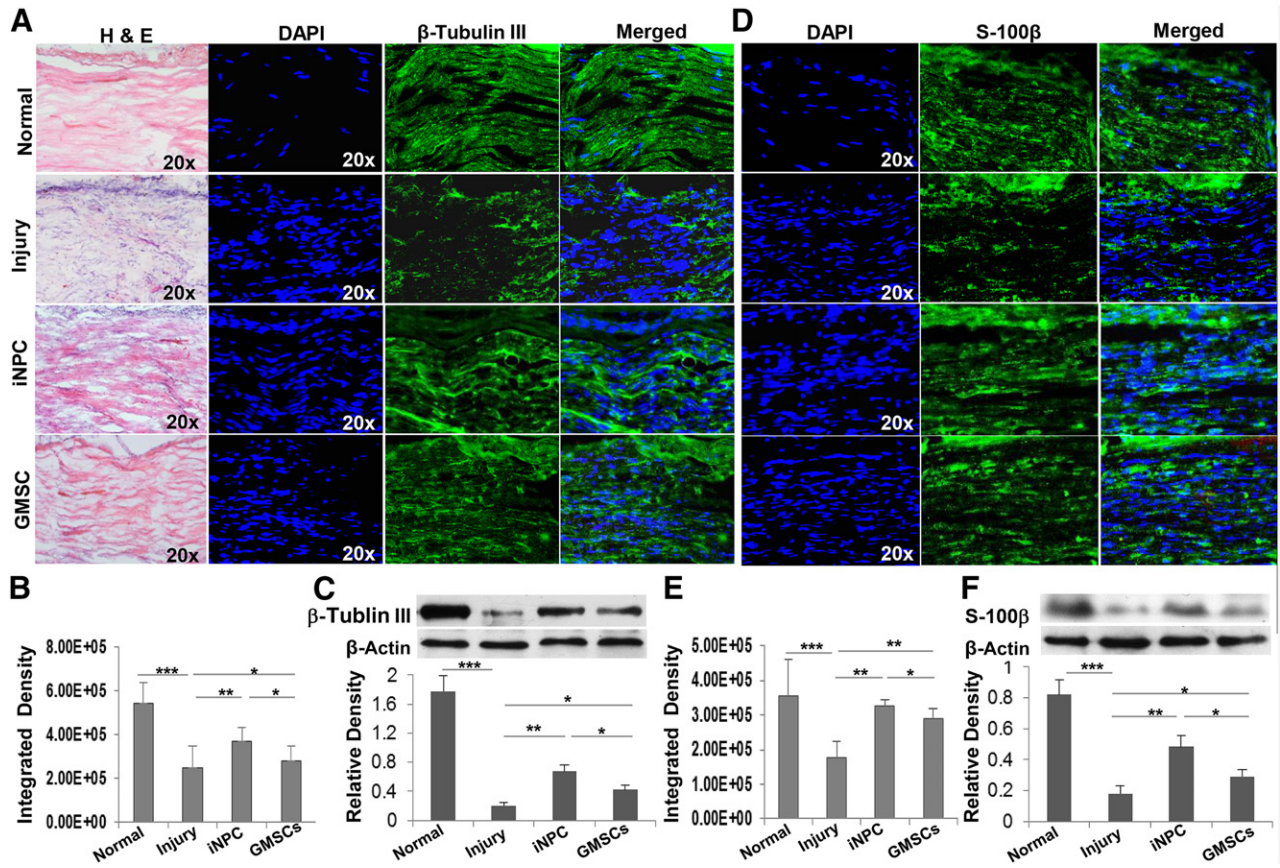 A
H & E
DAPI
β-Tubulin III
Merged
D
DAPI
S-100β
Merged
Normal
20x
20x
20x
Injury
20x
20x
20x
iNPC
20x
20x
20x
GMSC
20x
20x
20x
B
Integrated Density
8.00E+05
6.00E+05
4.00E+05
2.00E+05
0.00E+00
***
*
**
*
Normal
Injury
iNPC
GMSCs
C
β-Tublin III
β-Actin
Relative Density
2
1.6
1.2
0.8
0.4
0
***
*
**
*
Normal
Injury
iNPC
GMSCs
E
Integrated Density
5.00E+05
4.00E+05
3.00E+05
2.00E+05
1.00E+05
0.00E+00
***
**
**
*
Normal
Injury
iNPC
GMSCs
F
S-100β
β-Actin
Relative Density
1
0.8
0.6
0.4
0.2
0
***
*
**
*
Normal
Injury
iNPC
GMSCs